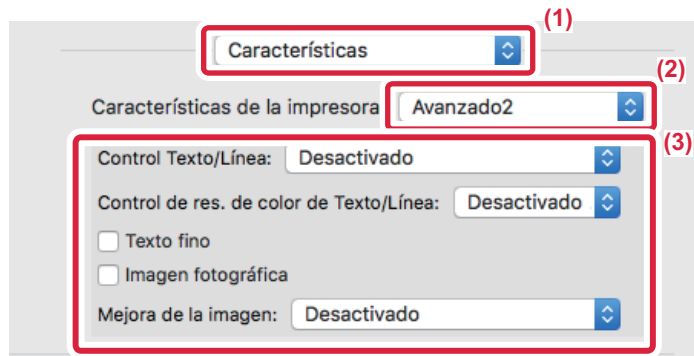 (1)
Características
(2)
Características de la impresora Avanzado2
(3)
Control Texto/Línea: Desactivado
Control de res. de color de Texto/Línea: Desactivado
Texto fino
Imagen fotográfica
Mejora de la imagen: Desactivado